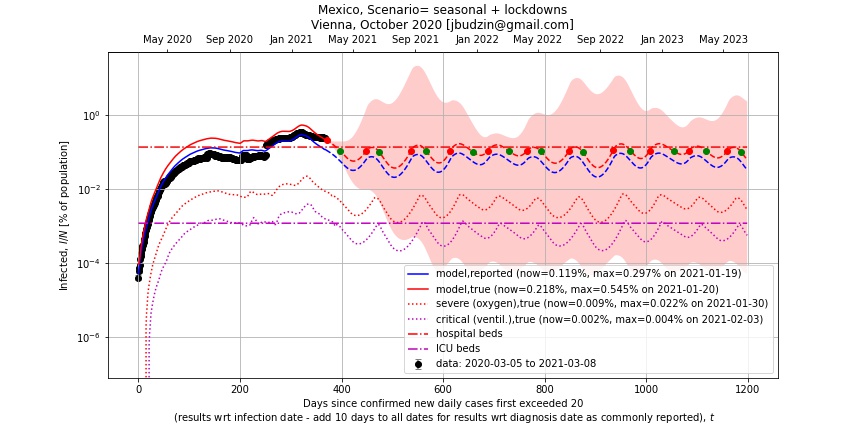 Mexico, Scenario= seasonal + lockdowns
Vienna, October 2020 [jbudzin@gmail.com]
May 2020 Sep 2020 Jan 2021 May 2021 Sep 2021 Jan 2022 May 2022 Sep 2022 Jan 2023 May 2023
Infected, I/N [% of population]
10⁰
10⁻²
10⁻⁴
10⁻⁶
model,reported (now=0.119%, max=0.297% on 2021-01-19)
model,true (now=0.218%, max=0.545% on 2021-01-20)
severe (oxygen),true (now=0.009%, max=0.022% on 2021-01-30)
critical (ventil.),true (now=0.002%, max=0.004% on 2021-02-03)
hospital beds
ICU beds
data: 2020-03-05 to 2021-03-08
0 200 400 600 800 1000 1200
Days since confirmed new daily cases first exceeded 20
(results wrt infection date - add 10 days to all dates for results wrt diagnosis date as commonly reported), t